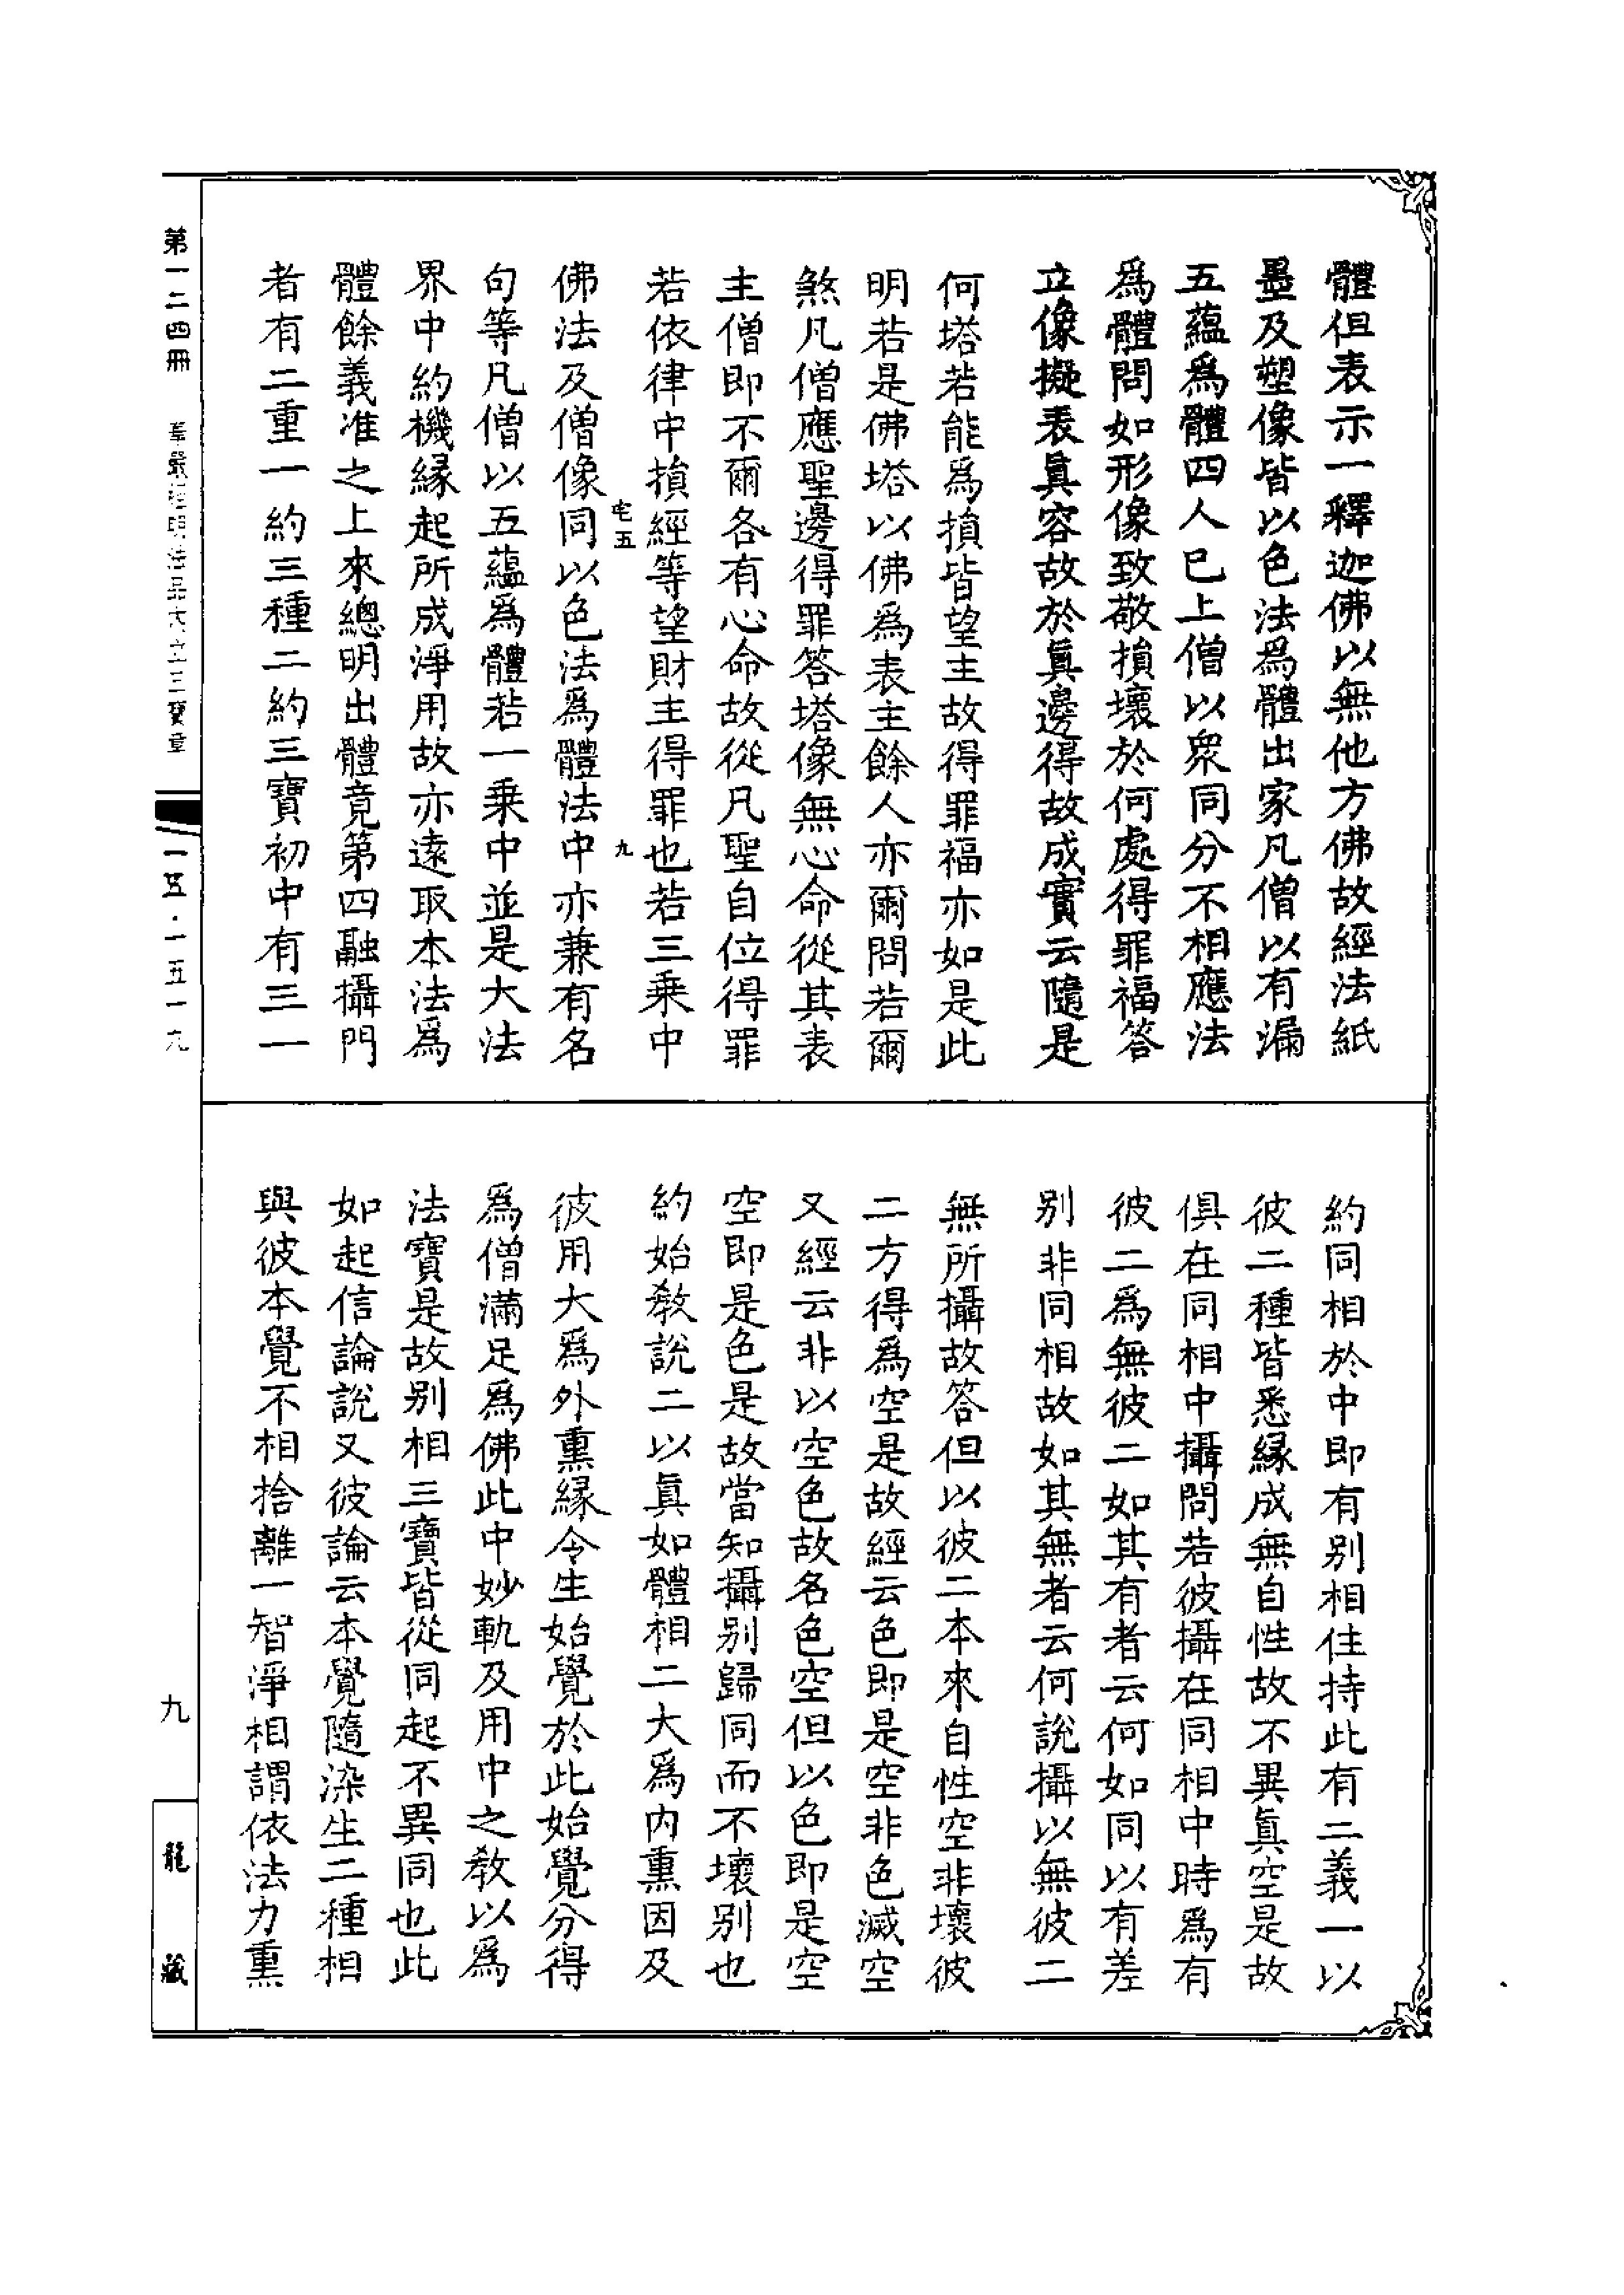 體但表示一釋迦佛以無他方佛故經法紙
墨及塑像皆以色法爲體出家凡僧以有漏
五蘊爲體四人已上僧以衆同分不相應法
爲體問如形像致敬損壞於何處得罪福答
立像擬表眞容故於眞邊得故成實云隨是
何塔若能爲損皆望主故得罪福亦如是此
明若是佛塔以佛爲表主餘人亦爾問若爾
煞凡僧應聖邊得罪答塔像無心命從其表
主僧即不爾各有心命故從凡聖自位得罪
若依律中損經等望財主得罪也若三乘中
宅五
九
佛法及僧像同以色法爲體法中亦兼有名
句等凡僧以五蘊爲體若一乘中並是大法
界中約機緣起所成淨用故亦遠取本法爲
體餘義准之上來總明出體竟第四融攝門
者有二重一約三種二約三寶初中有三一
約同相於中即有别相住持此有二義一以
彼二種皆悉緣成無自性故不異眞空是故
俱在同相中攝問若彼攝在同相中時爲有
彼二爲無彼二如其有者云何如同以有差
别非同相故如其無者云何說攝以無彼二
無所攝故答但以彼二本來自性空非壞彼
二方得爲空是故經云色即是空非色滅空
又經云非以空色故名色空但以色即是空
空即是色是故當知攝别歸同而不壞别也
約始敎說二以眞如體相二大爲內熏因及
彼用大爲外熏緣令生始覺於此始覺分得
爲僧滿足爲佛此中妙軌及用中之敎以爲
法寶是故别相三寶皆從同起不異同也此
如起信論說又彼論云本覺隨染生二種相
與彼本覺不相捨離一智淨相謂依法力熏
第一二四冊
華嚴經明法品內立三寶章
一五·一五一九
九
龍藏